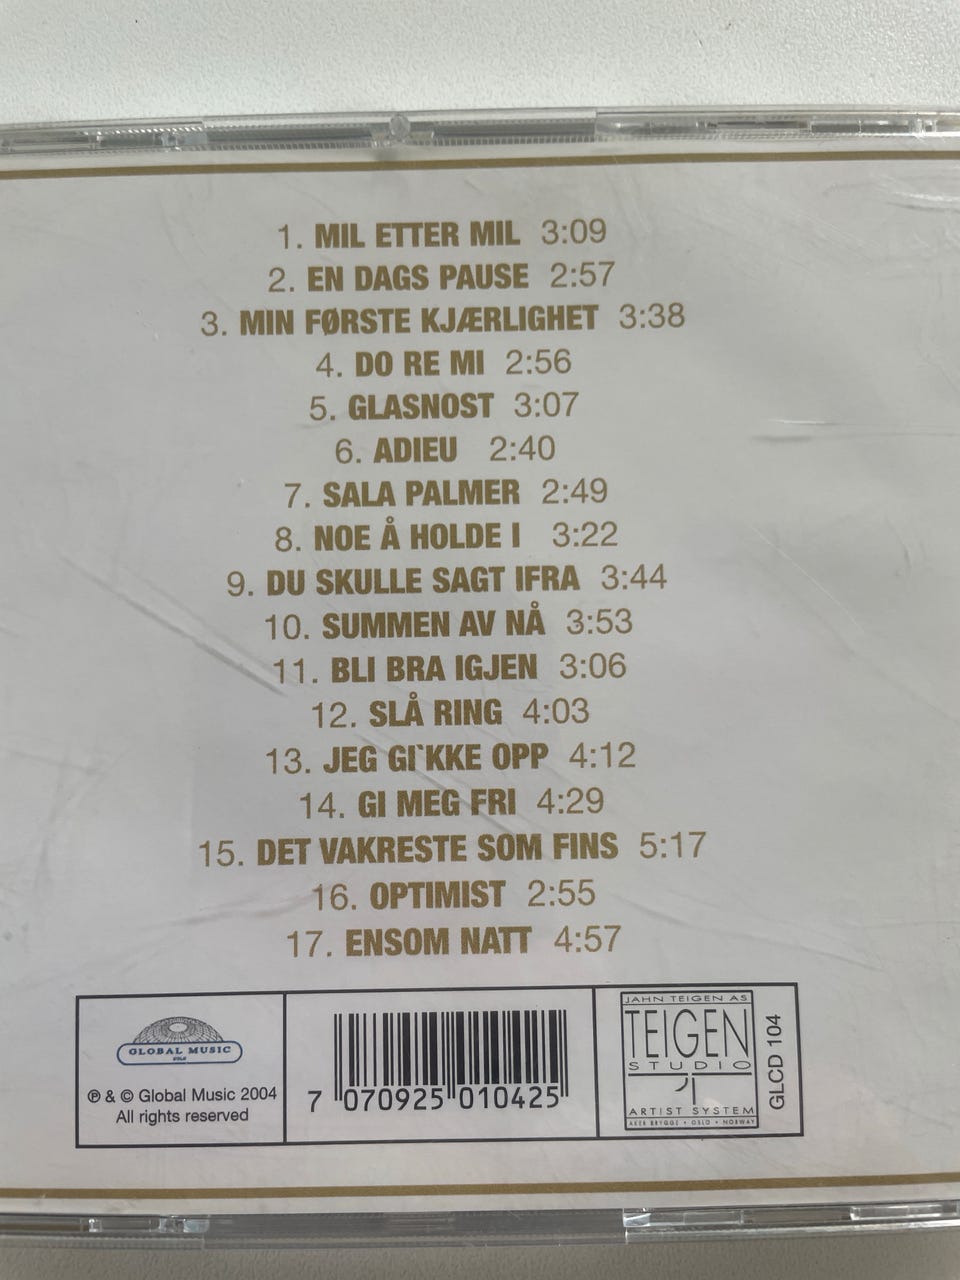 1. MIL ETTER MIL 3:09
2. EN DAGS PAUSE 2:57
3. MIN FØRSTE KJÆRLIGHET 3:38
4. DO RE MI 2:56
5. GLASNOST 3:07
6. ADIEU 2:40
7. SALA PALMER 2:49
8. NOE Å HOLDE I 3:22
9. DU SKULLE SAGT IFRA 3:44
10. SUMMEN AV NÅ 3:53
11. BLI BRA IGJEN 3:06
12. SLÅ RING 4:03
13. JEG GI`KKE OPP 4:12
14. GI MEG FRI 4:29
15. DET VAKRESTE SOM FINS 5:17
16. OPTIMIST 2:55
17. ENSOM NATT 4:57
GLOBAL MUSIC
℗ & © Global Music 2004
All rights reserved
7 070925 010425
JAHN TEIGEN AS
TEIGEN
STUDIO
ARTIST SYSTEM
AKER BRYGGE • OSLO • NORWAY
GLCD 104